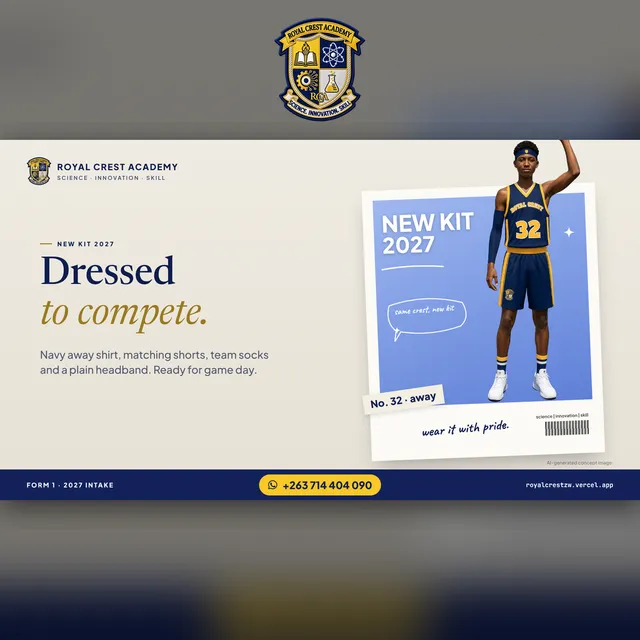 ROYAL CREST ACADEMY
RCA
SCIENCE, INNOVATION, SKILL
ROYAL CREST ACADEMY
SCIENCE · INNOVATION · SKILL
NEW KIT 2027
Dressed
to compete.
Navy away shirt, matching shorts, team socks
and a plain headband. Ready for game day.
NEW KIT
2027
ROYAL CREST
32
same crest, new kit
No. 32 · away
wear it with pride.
science | innovation | skill
AI-generated concept image
FORM 1 · 2027 INTAKE
+263 714 404 090
royalcrestzw.vercel.app